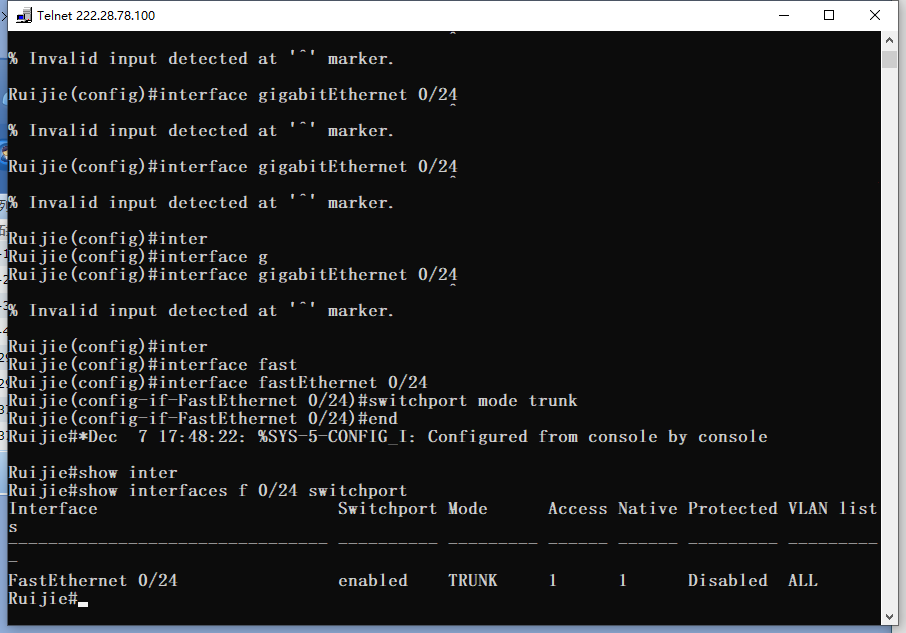 Telnet 222.28.78.100
^
% Invalid input detected at '^' marker.
Ruijie(config)#interface gigabitEthernet 0/24
^
% Invalid input detected at '^' marker.
Ruijie(config)#interface gigabitEthernet 0/24
^
% Invalid input detected at '^' marker.
Ruijie(config)#inter
Ruijie(config)#interface g
Ruijie(config)#interface gigabitEthernet 0/24
^
% Invalid input detected at '^' marker.
Ruijie(config)#inter
Ruijie(config)#interface fast
Ruijie(config)#interface fastEthernet 0/24
Ruijie(config-if-FastEthernet 0/24)#switchport mode trunk
Ruijie(config-if-FastEthernet 0/24)#end
Ruijie#*Dec  7 17:48:22: %SYS-5-CONFIG_I: Configured from console by console
Ruijie#show inter
Ruijie#show interfaces f 0/24 switchport
Interface                        Switchport Mode      Access Native Protected VLAN list
s
-------------------------------- ---------- --------- ------ ------ --------- ---------
-
FastEthernet 0/24                enabled    TRUNK     1      1      Disabled  ALL
Ruijie#